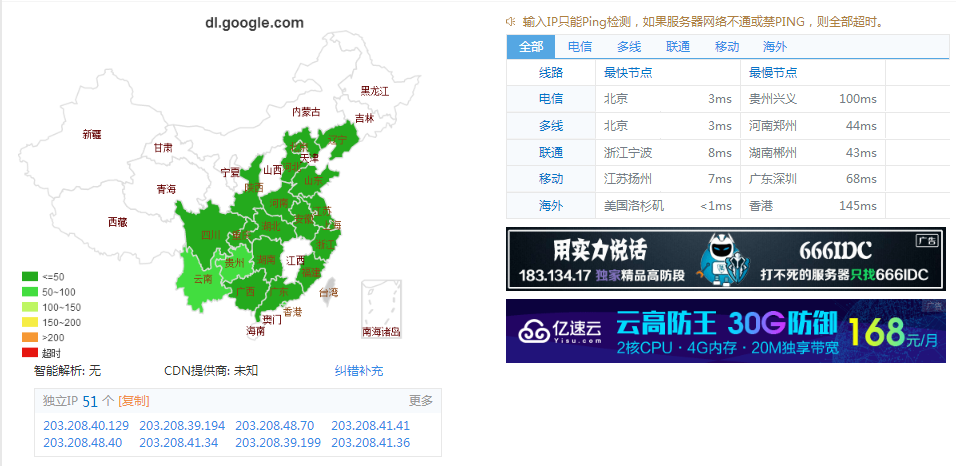 dl.google.com
黑龙江
内蒙古
吉林
新疆
辽宁
甘肃
北京
天津
河北
宁夏
山西
山东
青海
陕西
河南
江苏
西藏
安徽
上海
四川
重庆
湖北
浙江
贵州
湖南
江西
云南
福建
广西
广东
台湾
香港
澳门
海南
南海诸岛
<=50
50~100
100~150
150~200
>200
超时
智能解析: 无
CDN提供商: 未知
纠错补充
独立IP 51 个 [复制]
更多
203.208.40.129 203.208.39.194 203.208.48.70 203.208.41.41
203.208.48.40 203.208.41.34 203.208.39.199 203.208.41.36
输入IP只能Ping检测，如果服务器网络不通或禁PING，则全部超时。
全部 电信 多线 联通 移动 海外
线路 最快节点 最慢节点
电信 北京 3ms 贵州兴义 100ms
多线 北京 3ms 河南郑州 44ms
联通 浙江宁波 8ms 湖南郴州 43ms
移动 江苏扬州 7ms 广东深圳 68ms
海外 美国洛杉矶 <1ms 香港 145ms
用实力说话
183.134.17 独家精品高防段
666IDC
打不死的服务器只找666IDC
广告
亿速云
Yisu.com
云高防王 30G防御
2核CPU · 4G内存 · 20M独享带宽
168元/月
广告